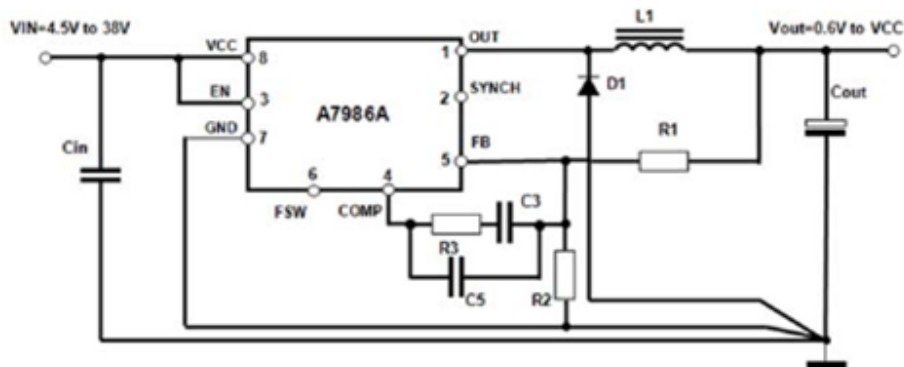 VIN=4.5V to 38V
VCC
8
EN
3
GND
7
A7986A
1
OUT
2
SYNCH
FB
5
6
FSW
4
COMP
L1
Vout=0.6V to VCC
D1
Cout
R1
Cin
C3
R3
C5
R2